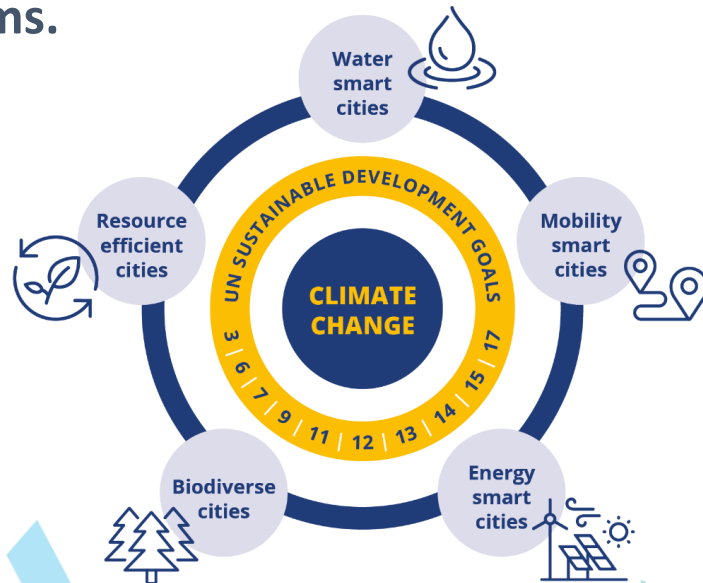 ms.
Water
smart
cities
Mobility
smart
cities
Energy
smart
cities
Biodiverse
cities
Resource
efficient
cities
UN SUSTAINABLE DEVELOPMENT GOALS
3 | 6 | 7 | 9 | 11 | 12 | 13 | 14 | 15 | 17
CLIMATE
CHANGE